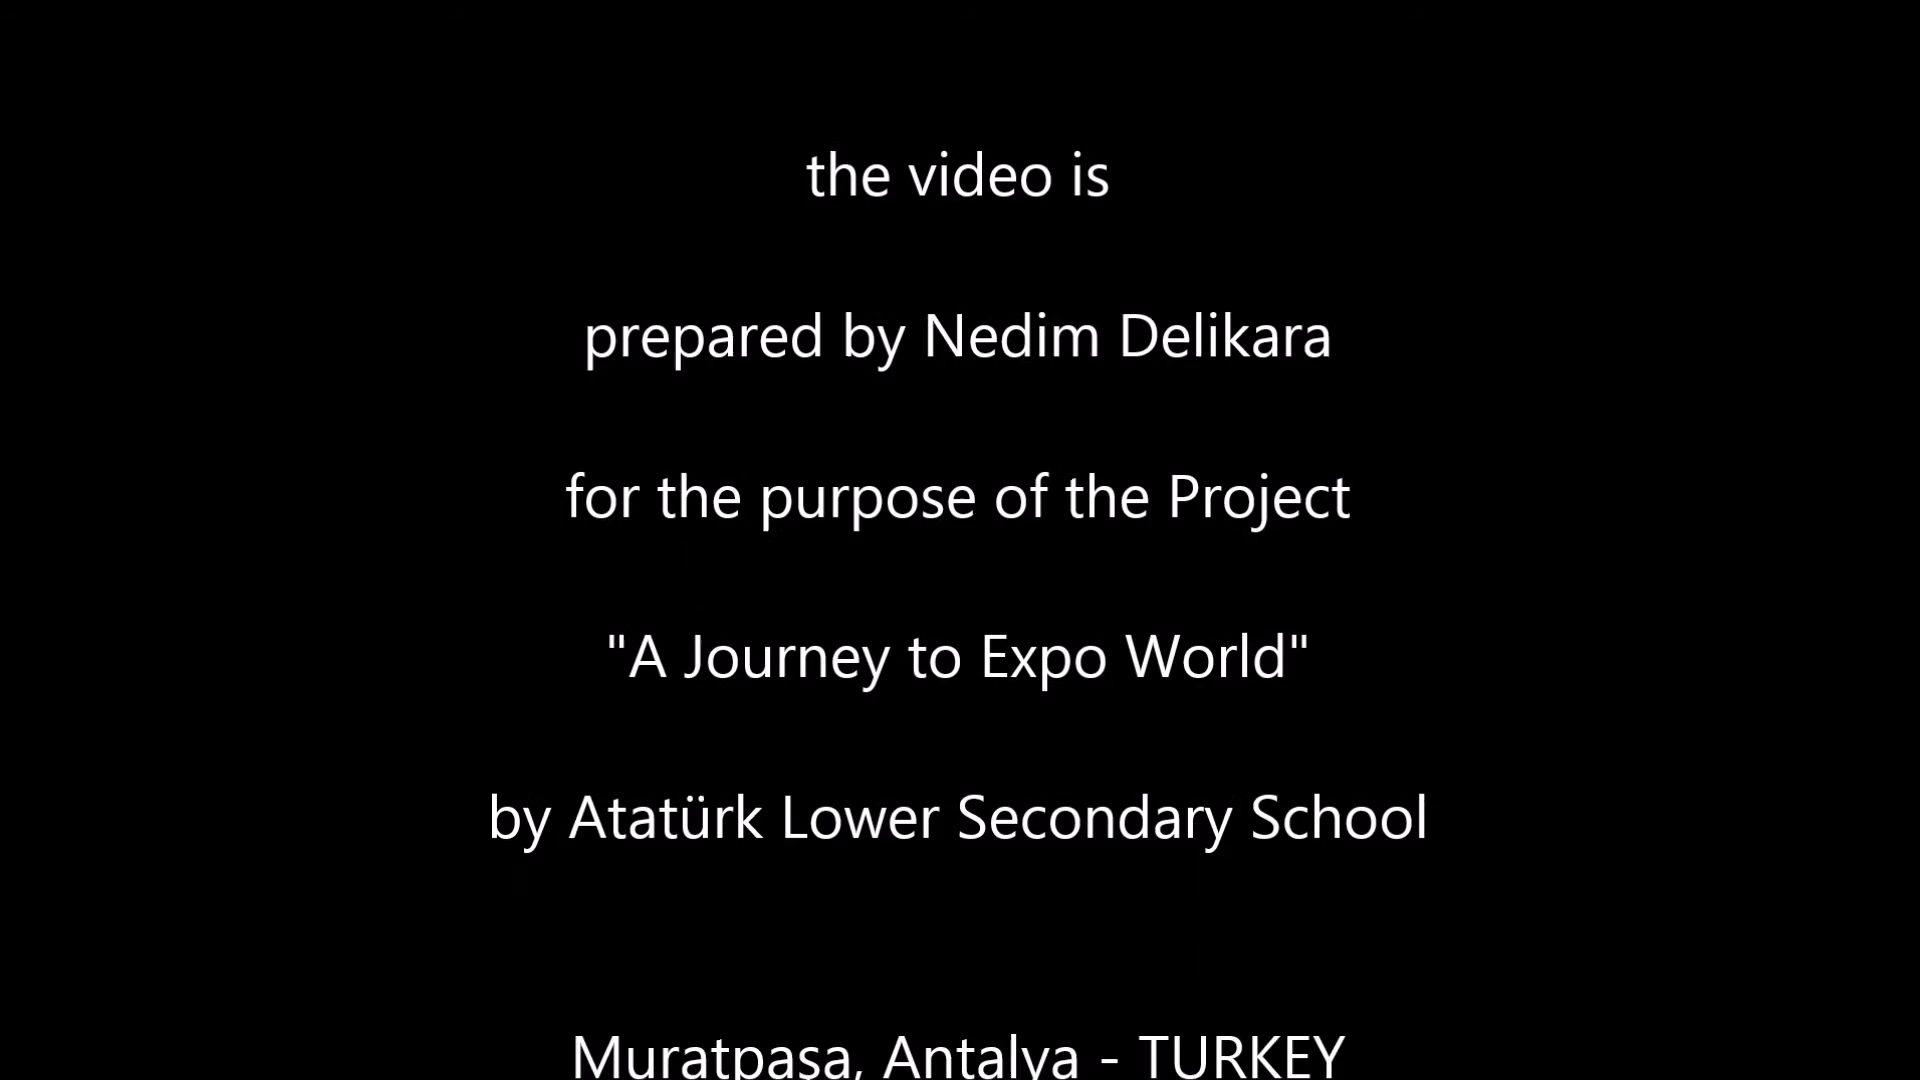 the video is
prepared by Nedim Delikara
for the purpose of the Project
"A Journey to Expo World"
by Atatürk Lower Secondary School
Muratpaşa, Antalya - TURKEY